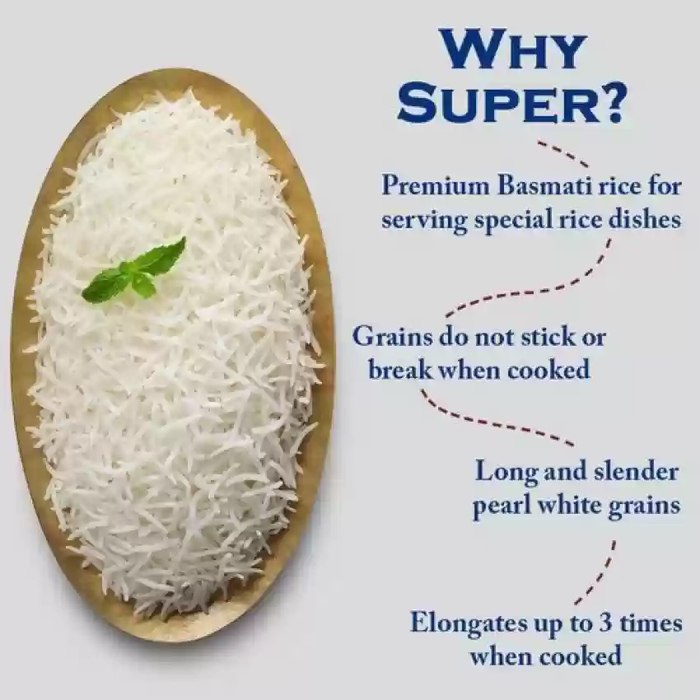 WHY
SUPER?
Premium Basmati rice for
serving special rice dishes
Grains do not stick or
break when cooked
Long and slender
pearl white grains
Elongates up to 3 times
when cooked